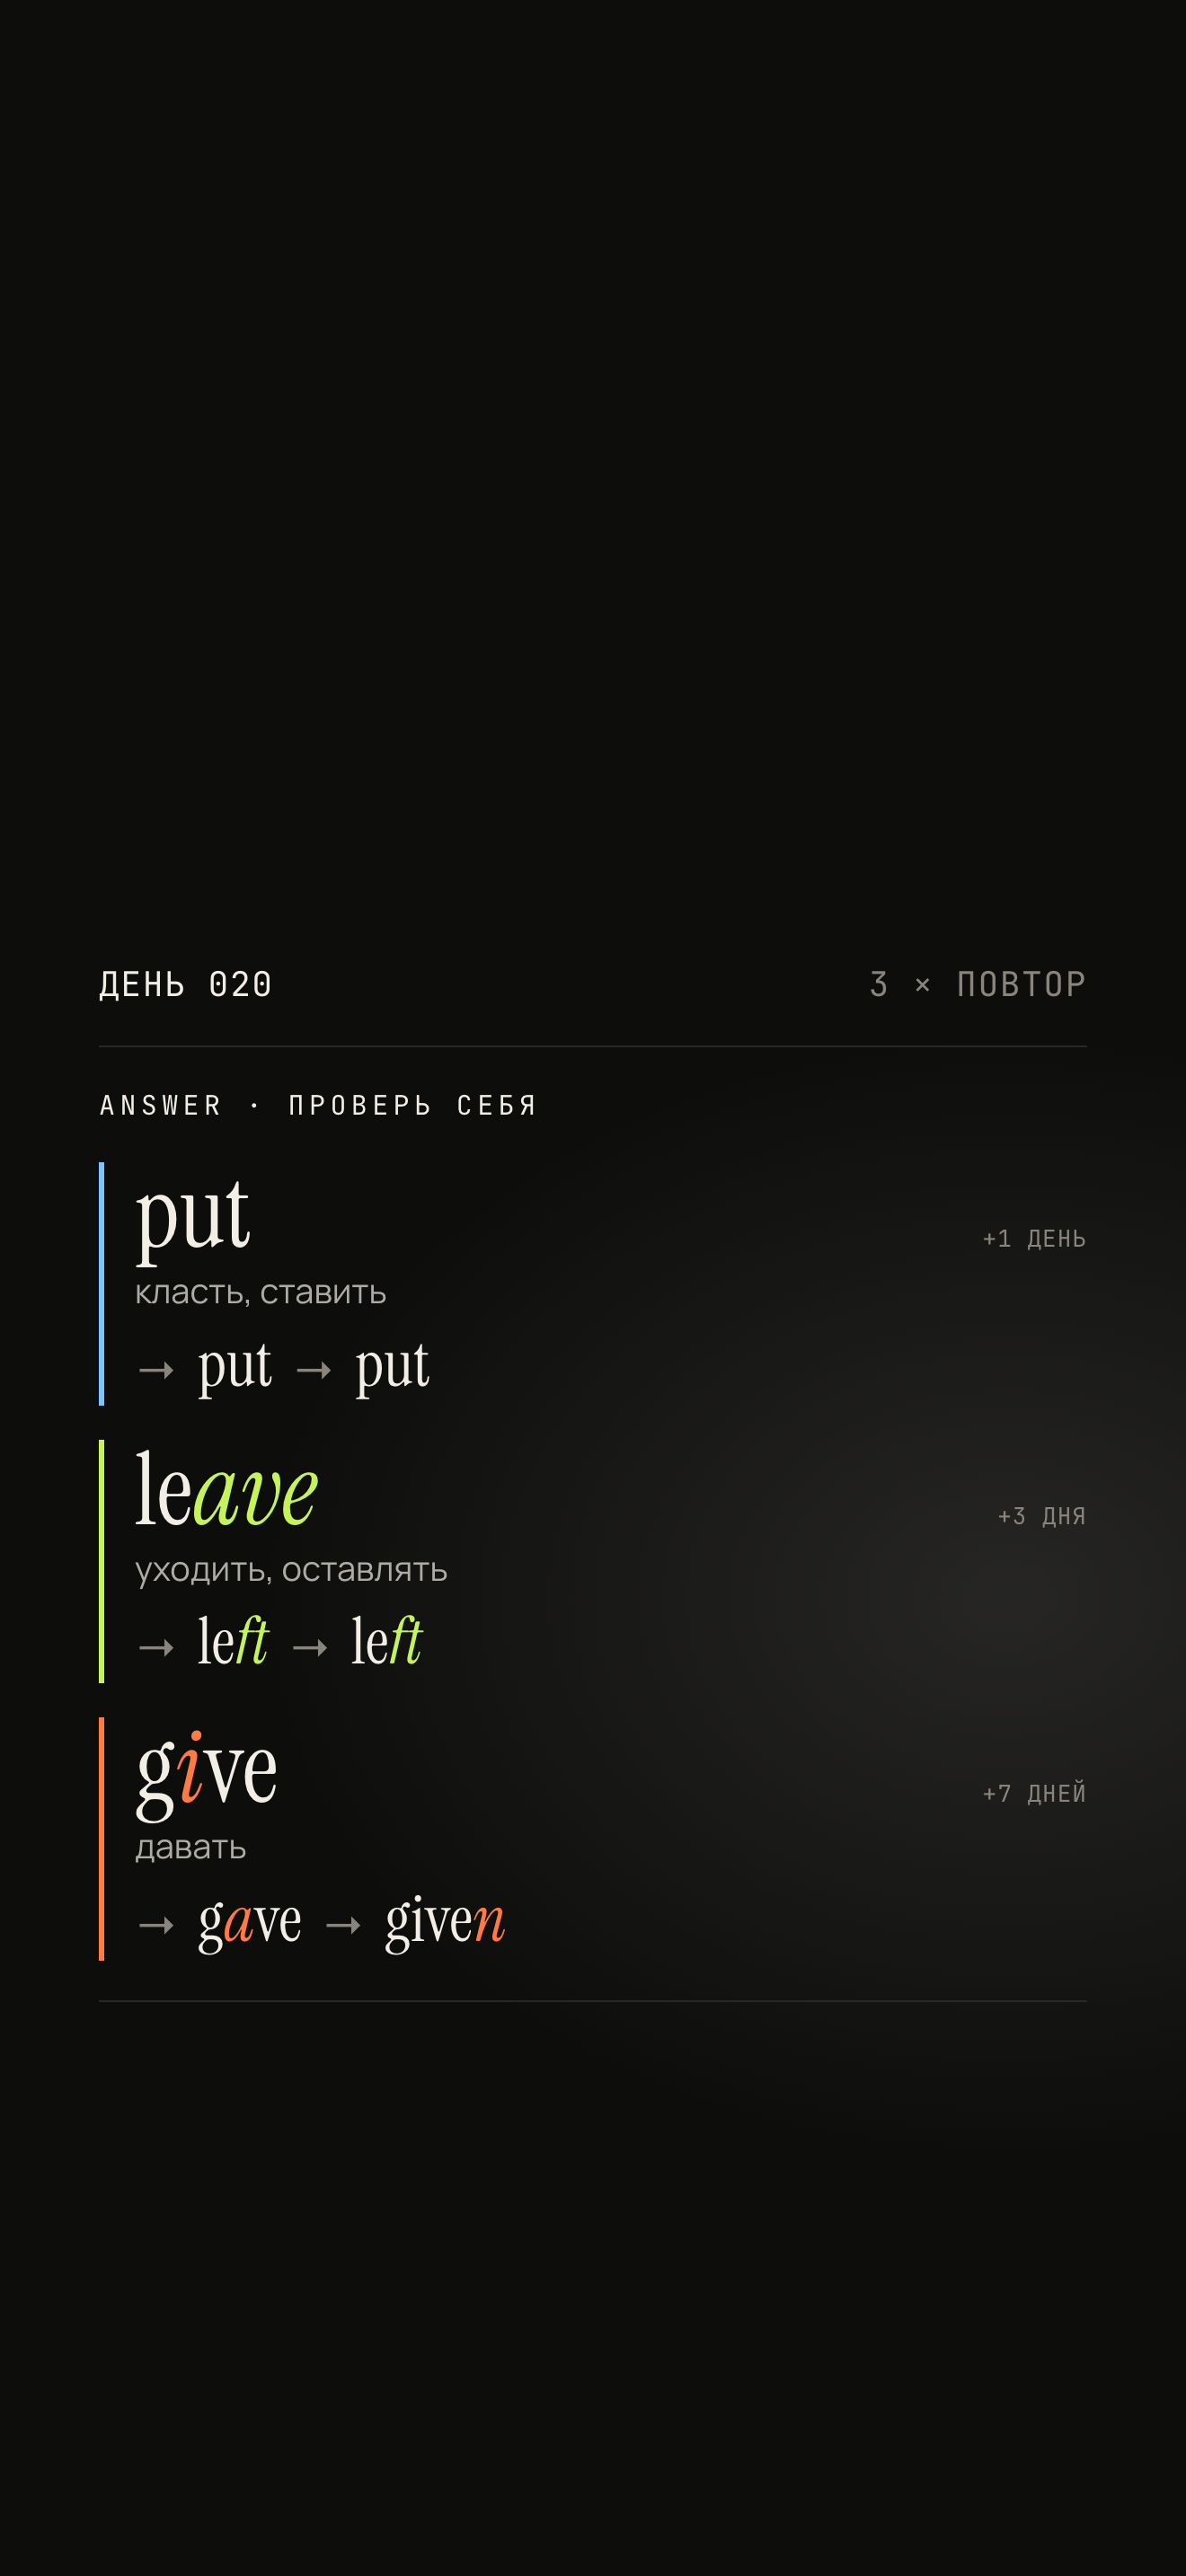 ДЕНЬ 020
3 × ПОВТОР
ANSWER · ПРОВЕРЬ СЕБЯ
put
+1 ДЕНЬ
класть, ставить
→ put → put
leave
+3 ДНЯ
уходить, оставлять
→ left → left
give
+7 ДНЕЙ
давать
→ gave → given